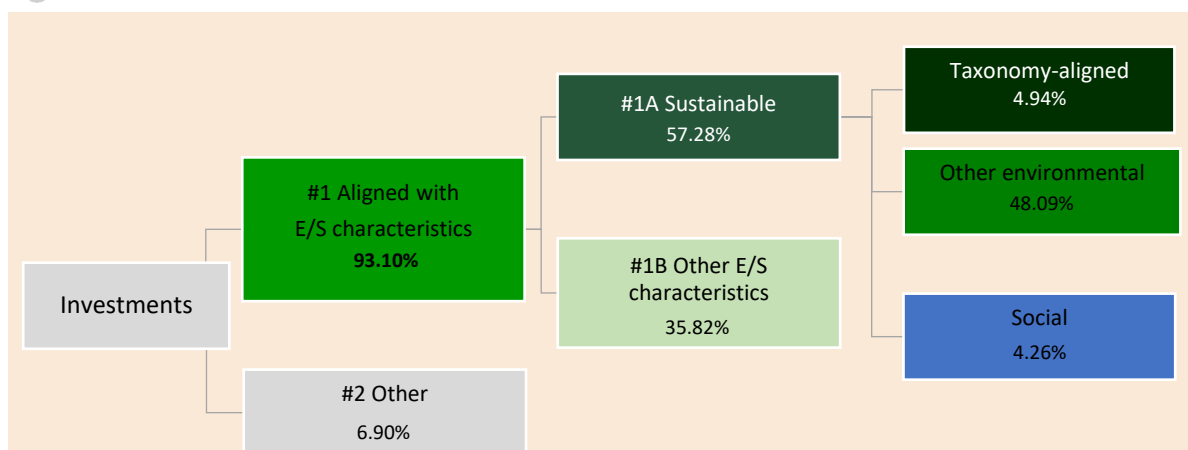 Investments
#1 Aligned with
E/S characteristics
93.10%
#2 Other
6.90%
#1A Sustainable
57.28%
#1B Other E/S
characteristics
35.82%
Taxonomy-aligned
4.94%
Other environmental
48.09%
Social
4.26%